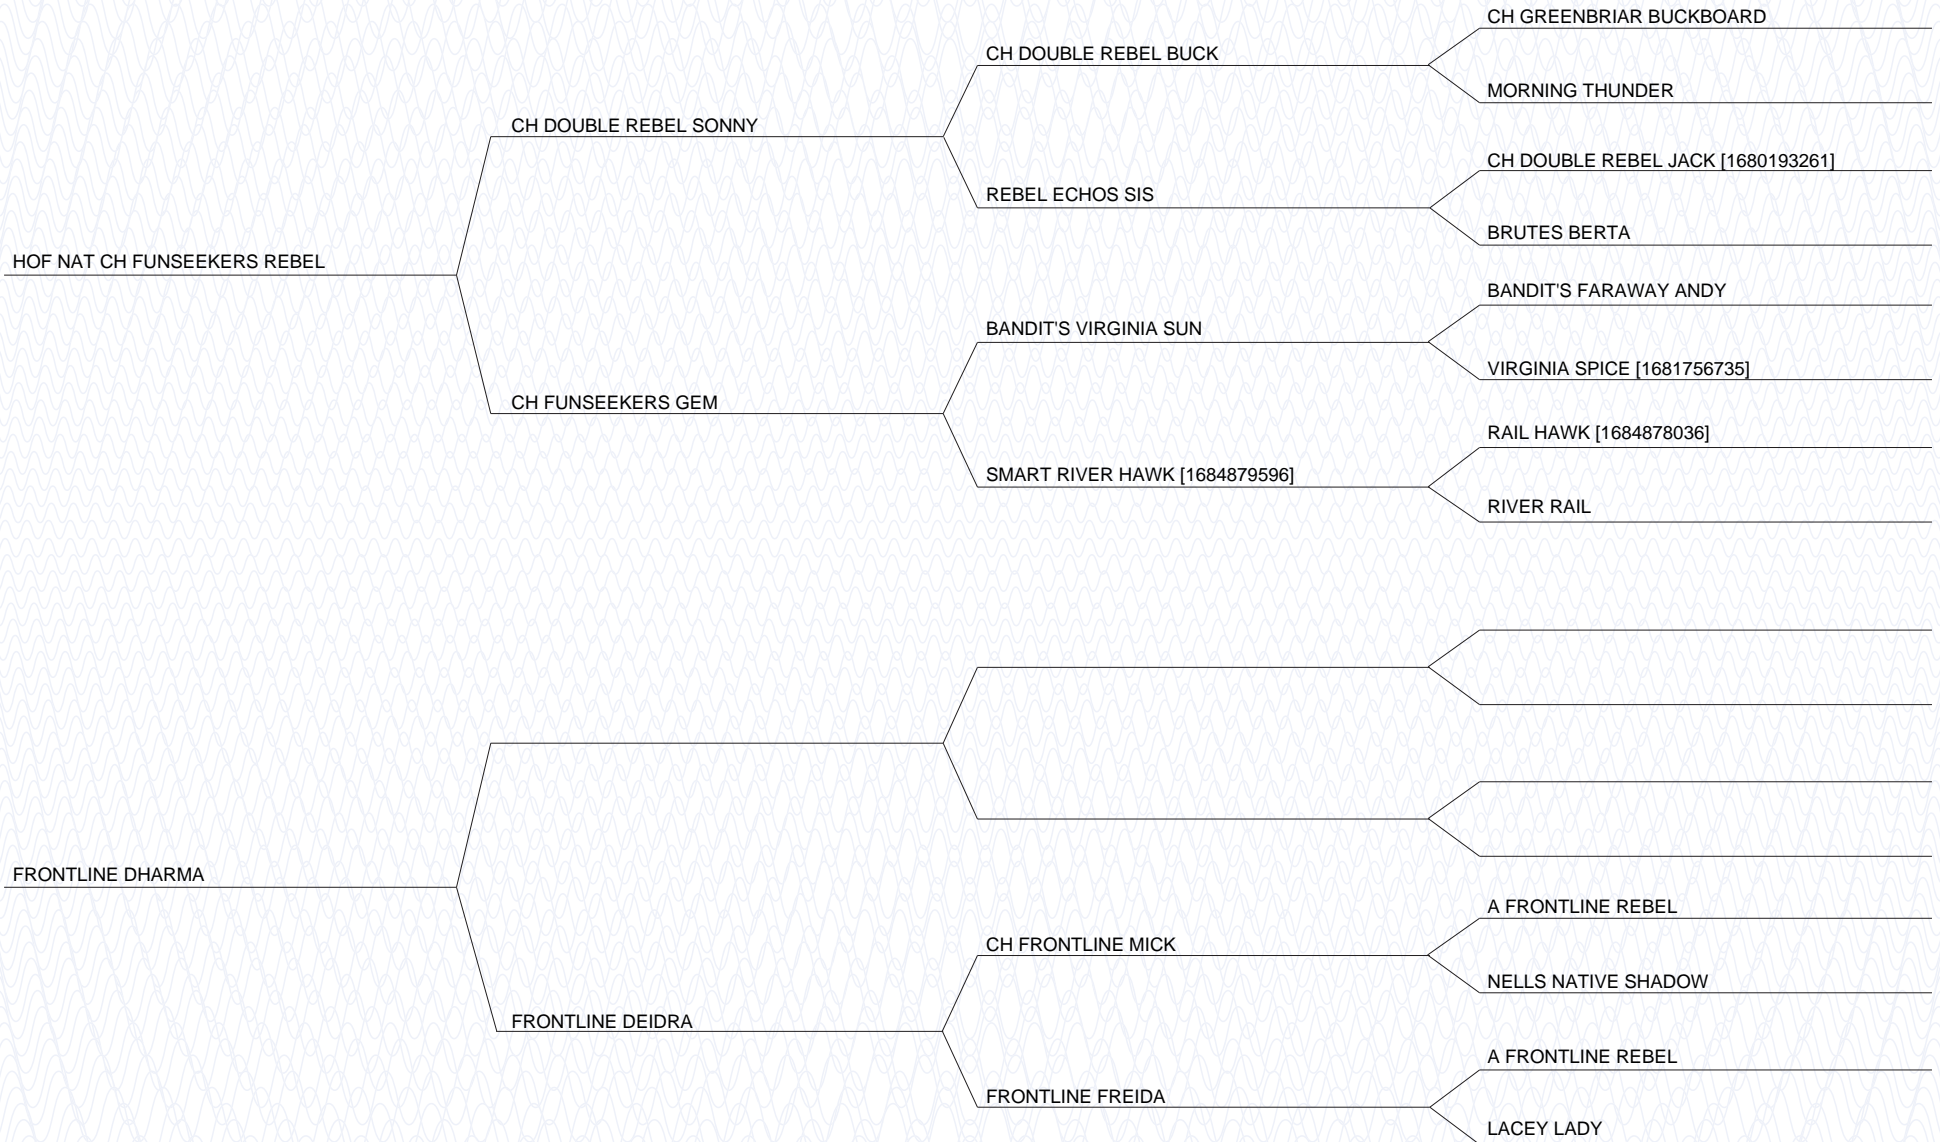 CH GREENBRIAR BUCKBOARD
CH DOUBLE REBEL BUCK
MORNING THUNDER
CH DOUBLE REBEL SONNY
CH DOUBLE REBEL JACK [1680193261]
REBEL ECHOS SIS
BRUTES BERTA
HOF NAT CH FUNSEEKERS REBEL
BANDIT'S FARAWAY ANDY
BANDIT'S VIRGINIA SUN
VIRGINIA SPICE [1681756735]
CH FUNSEEKERS GEM
RAIL HAWK [1684878036]
SMART RIVER HAWK [1684879596]
RIVER RAIL
FRONTLINE DHARMA
A FRONTLINE REBEL
CH FRONTLINE MICK
NELLS NATIVE SHADOW
FRONTLINE DEIDRA
A FRONTLINE REBEL
FRONTLINE FREIDA
LACEY LADY